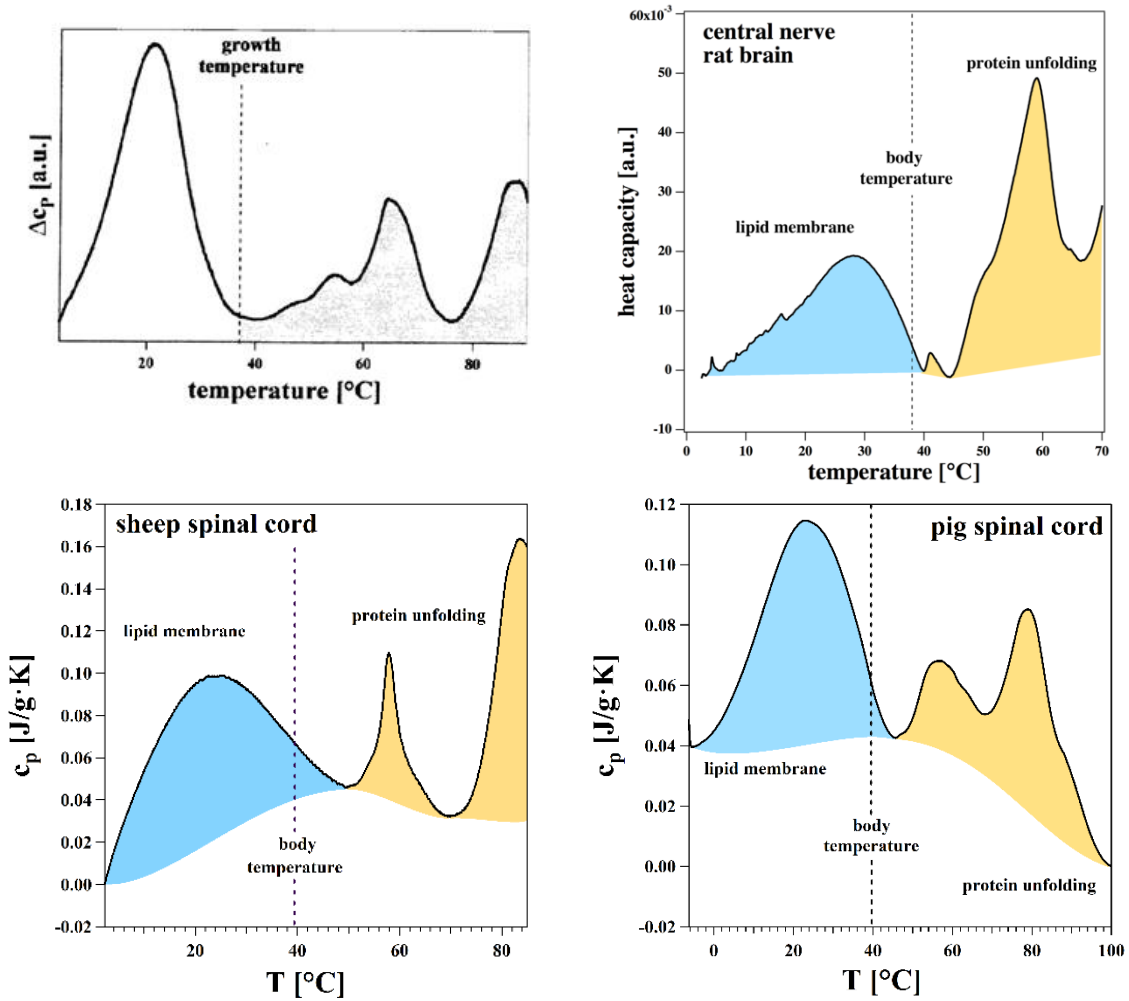 growth
temperature
Δcp [a.u.]
20
40
60
80
temperature [°C]
60x10-3
50
40
30
20
10
0
-10
central nerve
rat brain
protein unfolding
body
temperature
lipid membrane
heat capacity [a.u.]
0
10
20
30
40
50
60
70
temperature [°C]
0.18
0.16
0.14
0.12
0.10
0.08
0.06
0.04
0.02
0.00
-0.02
sheep spinal cord
lipid membrane
protein unfolding
body
temperature
cp [J/g·K]
20
40
60
80
T [°C]
0.12
0.10
0.08
0.06
0.04
0.02
0.00
-0.02
pig spinal cord
lipid membrane
body
temperature
protein unfolding
cp [J/g·K]
0
20
40
60
80
100
T [°C]